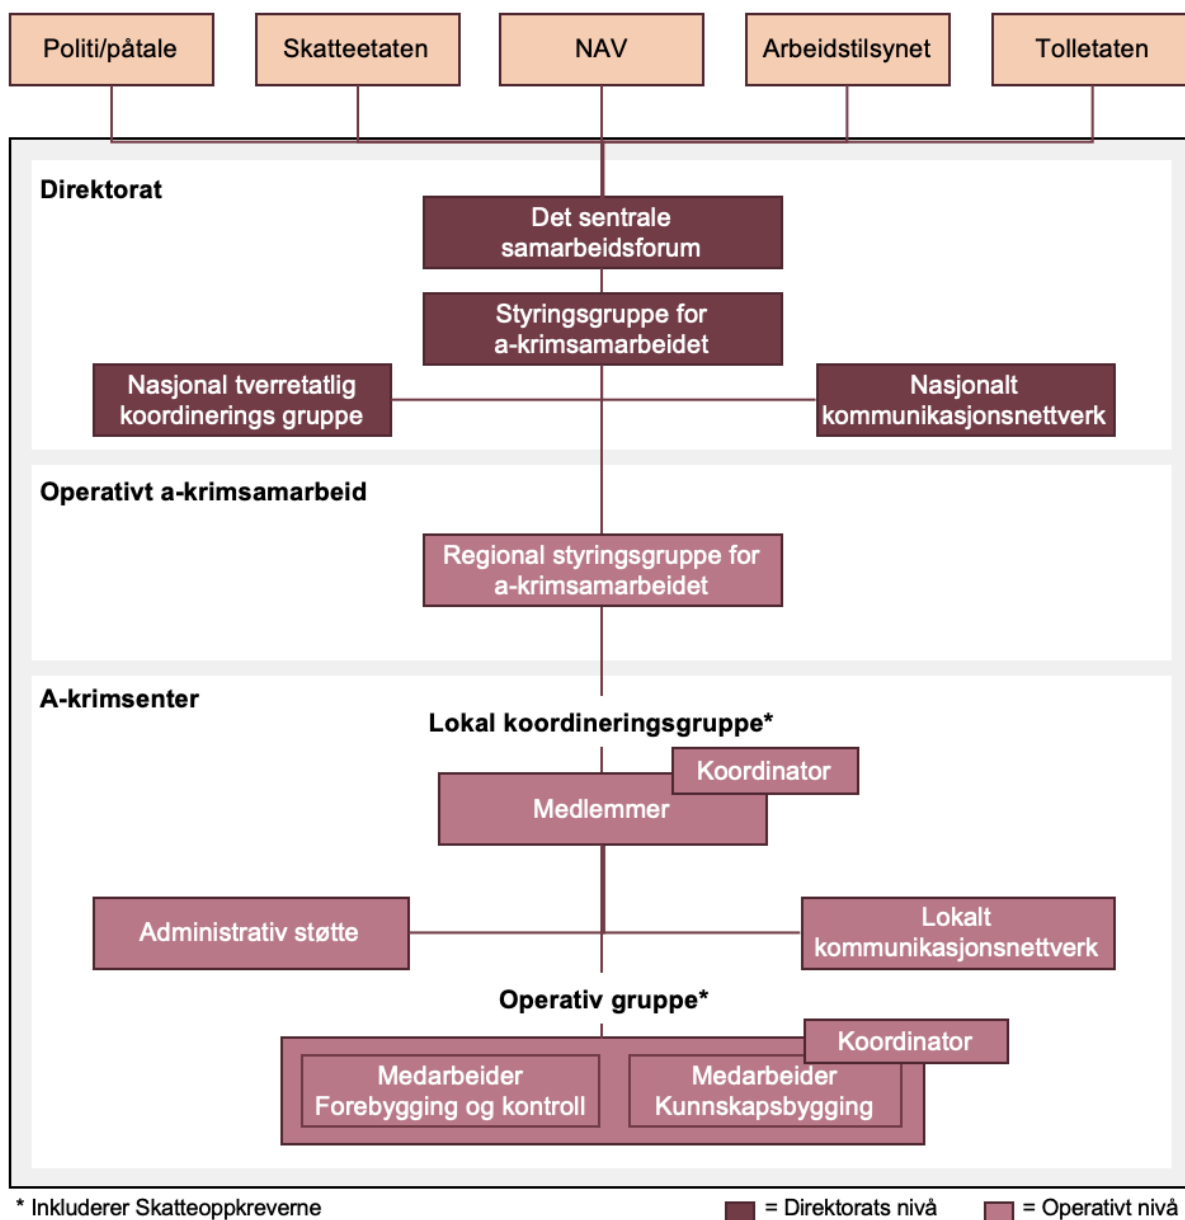 Politi/påtale
Skatteetaten
NAV
Arbeidstilsynet
Tolletaten
Direktorat
Det sentrale
samarbeidsforum
Styringsgruppe for
a-krimsamarbeidet
Nasjonal tverretatlig
koordinerings gruppe
Nasjonalt
kommunikasjonsnettverk
Operativt a-krimsamarbeid
Regional styringsgruppe for
a-krimsamarbeidet
A-krimsenter
Lokal koordineringsgruppe*
Koordinator
Medlemmer
Administrativ støtte
Lokalt
kommunikasjonsnettverk
Operativ gruppe*
Koordinator
Medarbeider
Forebygging og kontroll
Medarbeider
Kunnskapsbygging
* Inkluderer Skatteoppkreverne
= Direktorats nivå
= Operativt nivå